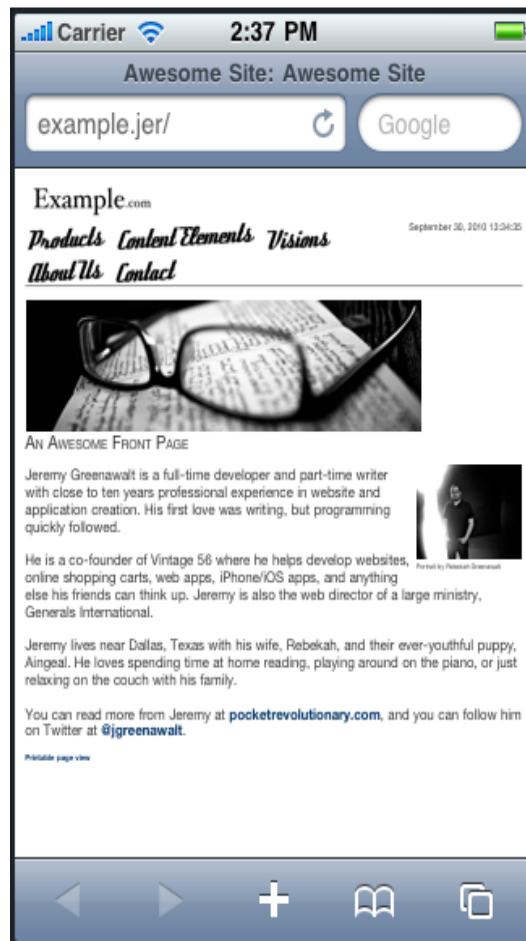 Carrier 2:37 PM
Awesome Site: Awesome Site
example.jer/ Google
Example.com
Products Content Elements Visions
September 30, 2010 13:34:35
About Us Contact
An Awesome Front Page
Jeremy Greenawalt is a full-time developer and part-time writer
with close to ten years professional experience in website and
application creation. His first love was writing, but programming
quickly followed.
He is a co-founder of Vintage 56 where he helps develop websites,
online shopping carts, web apps, iPhone/iOS apps, and anything
else his friends can think up. Jeremy is also the web director of a large ministry,
Generals International.
Portrait by Rebekah Greenawalt
Jeremy lives near Dallas, Texas with his wife, Rebekah, and their ever-youthful puppy,
Aingeal. He loves spending time at home reading, playing around on the piano, or just
relaxing on the couch with his family.
You can read more from Jeremy at pocketrevolutionary.com, and you can follow him
on Twitter at @jgreenawalt.
Printable page view